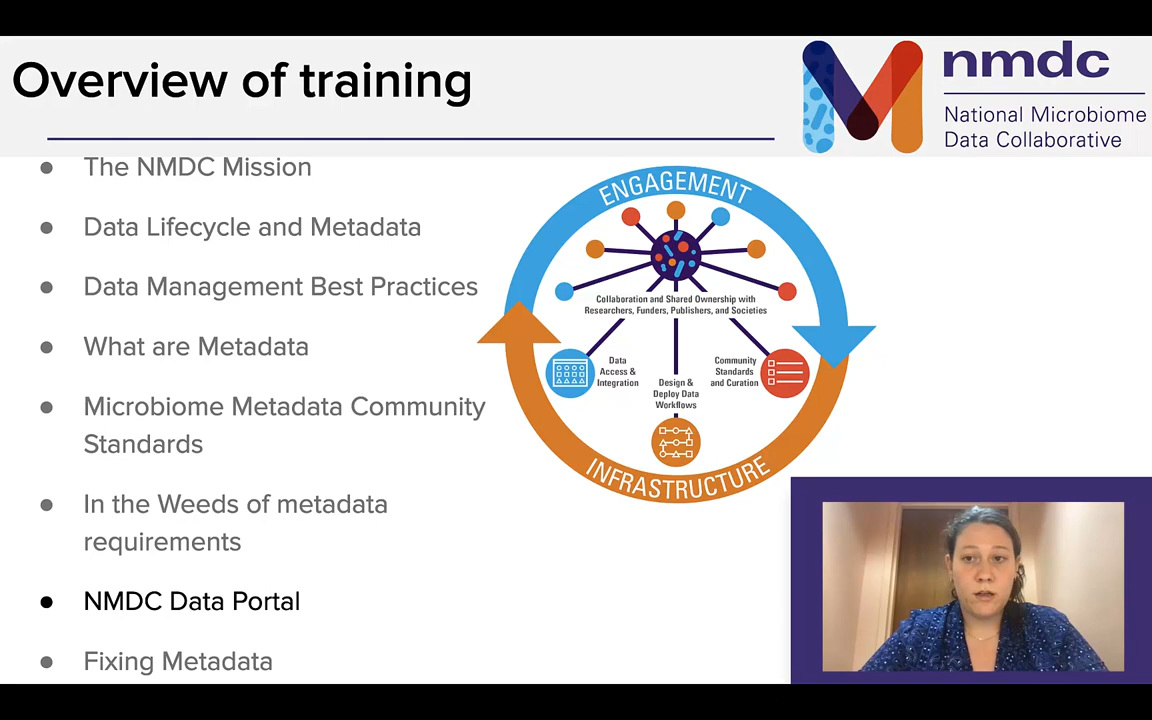 Overview of training
nmdc
National Microbiome
Data Collaborative
● The NMDC Mission
● Data Lifecycle and Metadata
● Data Management Best Practices
● What are Metadata
● Microbiome Metadata Community
Standards
● In the Weeds of metadata
requirements
● NMDC Data Portal
● Fixing Metadata
ENGAGEMENT
Collaboration and Shared Ownership with
Researchers, Funders, Publishers, and Societies
Data
Access &
Integration
Design &
Deploy Data
Workflows
Community
Standards
and Curation
INFRASTRUCTURE